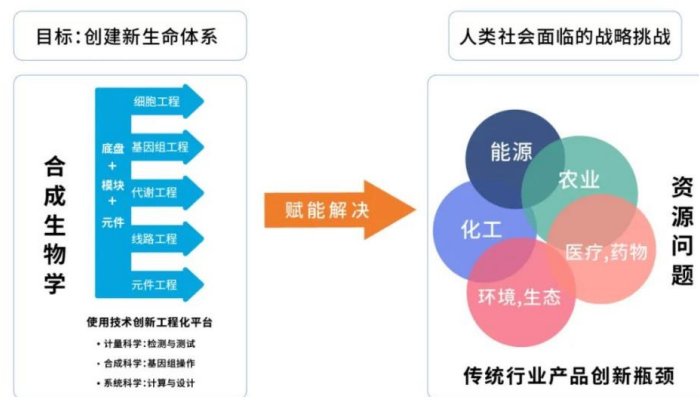 目标:创建新生命体系
合成生物学
底盘
+
模块
+
元件
细胞工程
基因组工程
代谢工程
线路工程
元件工程
使用技术创新工程化平台
• 计量科学:检测与测试
• 合成科学:基因组操作
• 系统科学:计算与设计
赋能解决
人类社会面临的战略挑战
能源
农业
化工
医疗,药物
环境,生态
资源问题
传统行业产品创新瓶颈